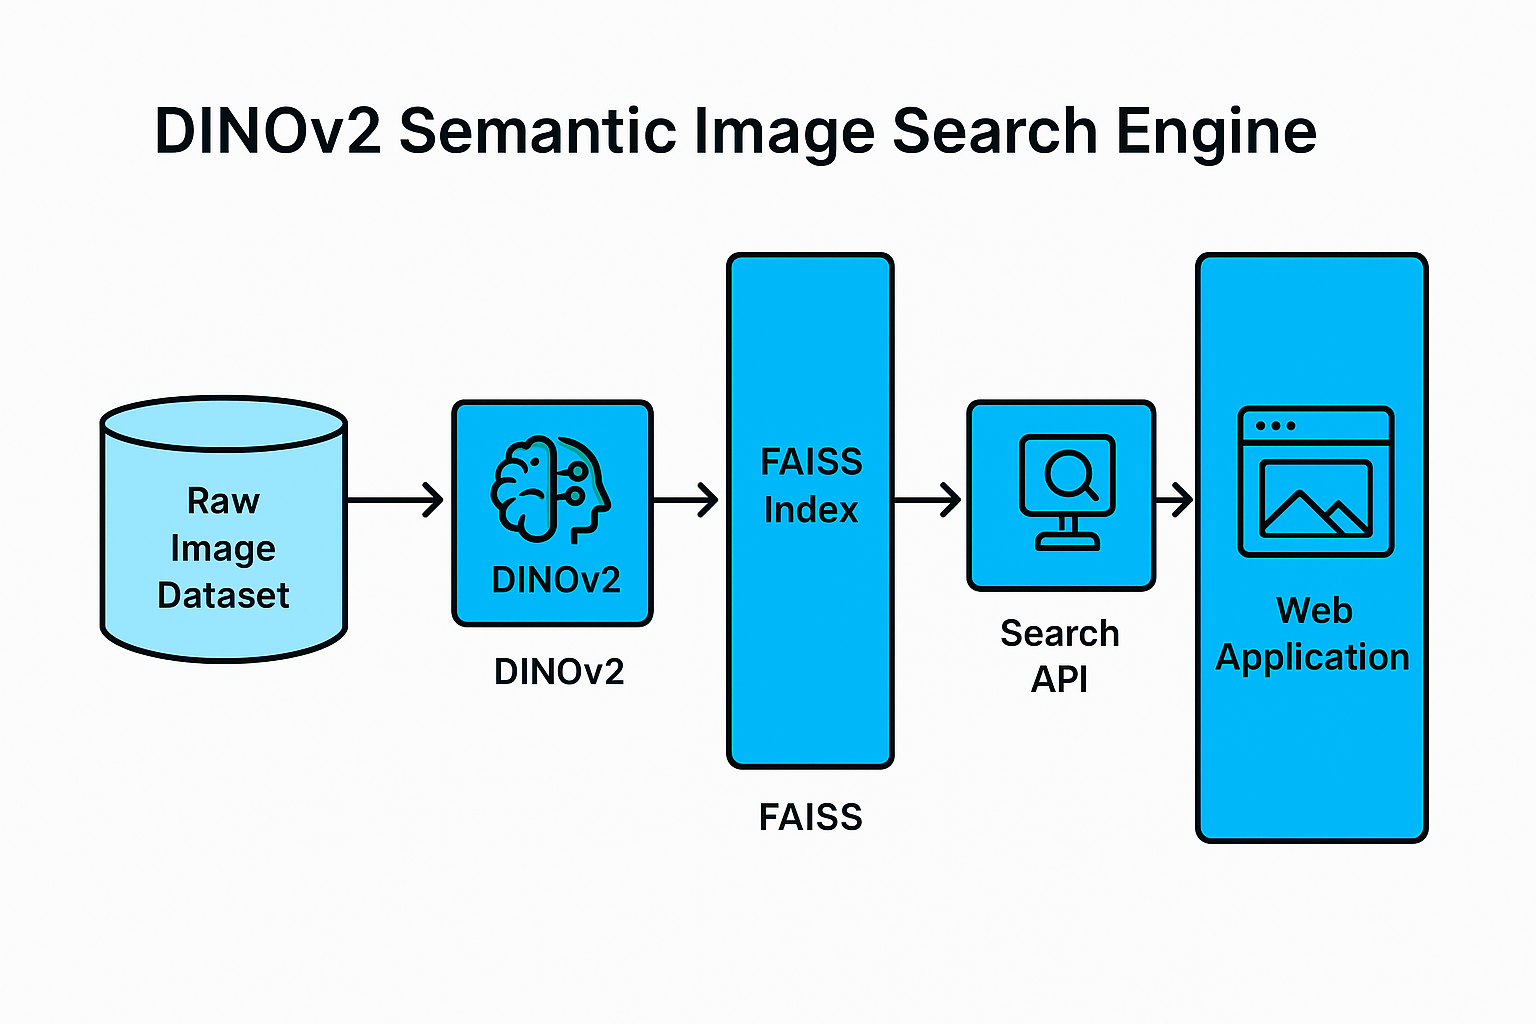 DINOv2 Semantic Image Search Engine
Raw
Image
Dataset
DINOv2
DINOv2
FAISS
Index
FAISS
Search
API
Web
Application